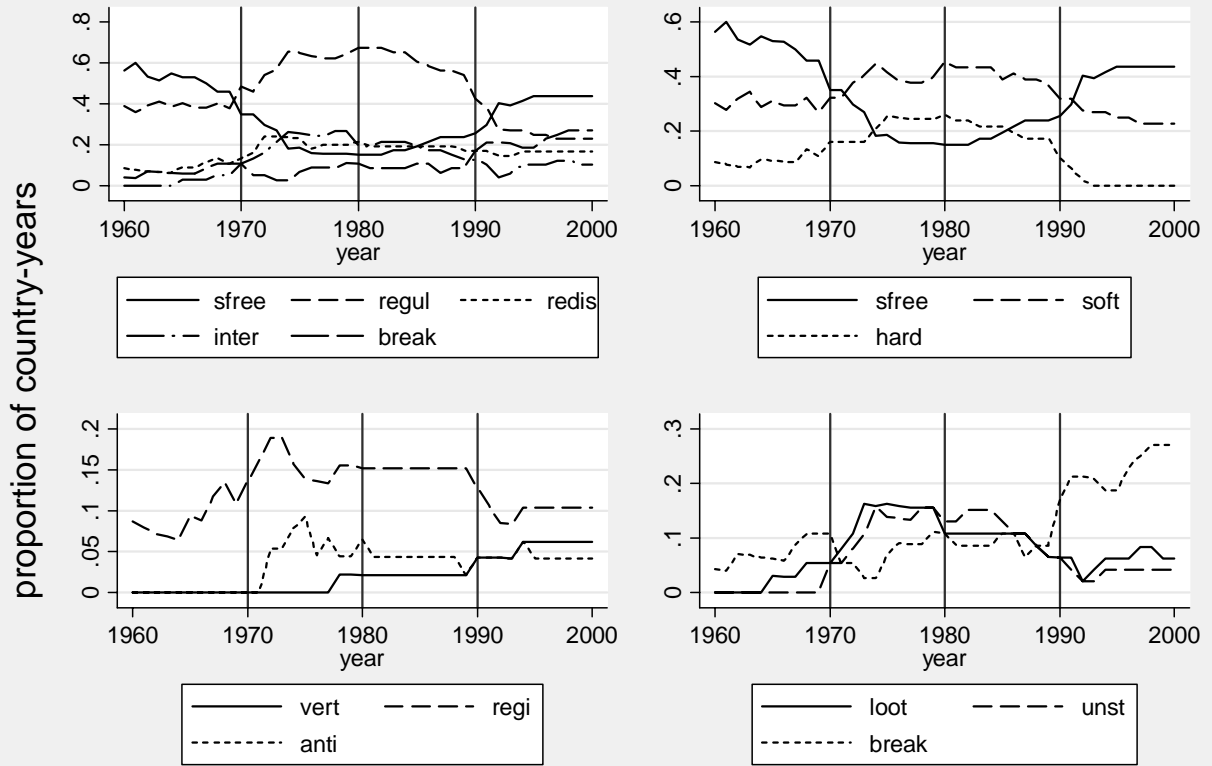 proportion of country-years
0 .2 .4 .6 .8
1960 1970 1980 1990 2000
year
sfree regul redis
inter break
0 .2 .4 .6
1960 1970 1980 1990 2000
year
sfree soft
hard
0 .05 .1 .15 .2
1960 1970 1980 1990 2000
year
vert regi
anti
0 .1 .2 .3
1960 1970 1980 1990 2000
year
loot unst
break